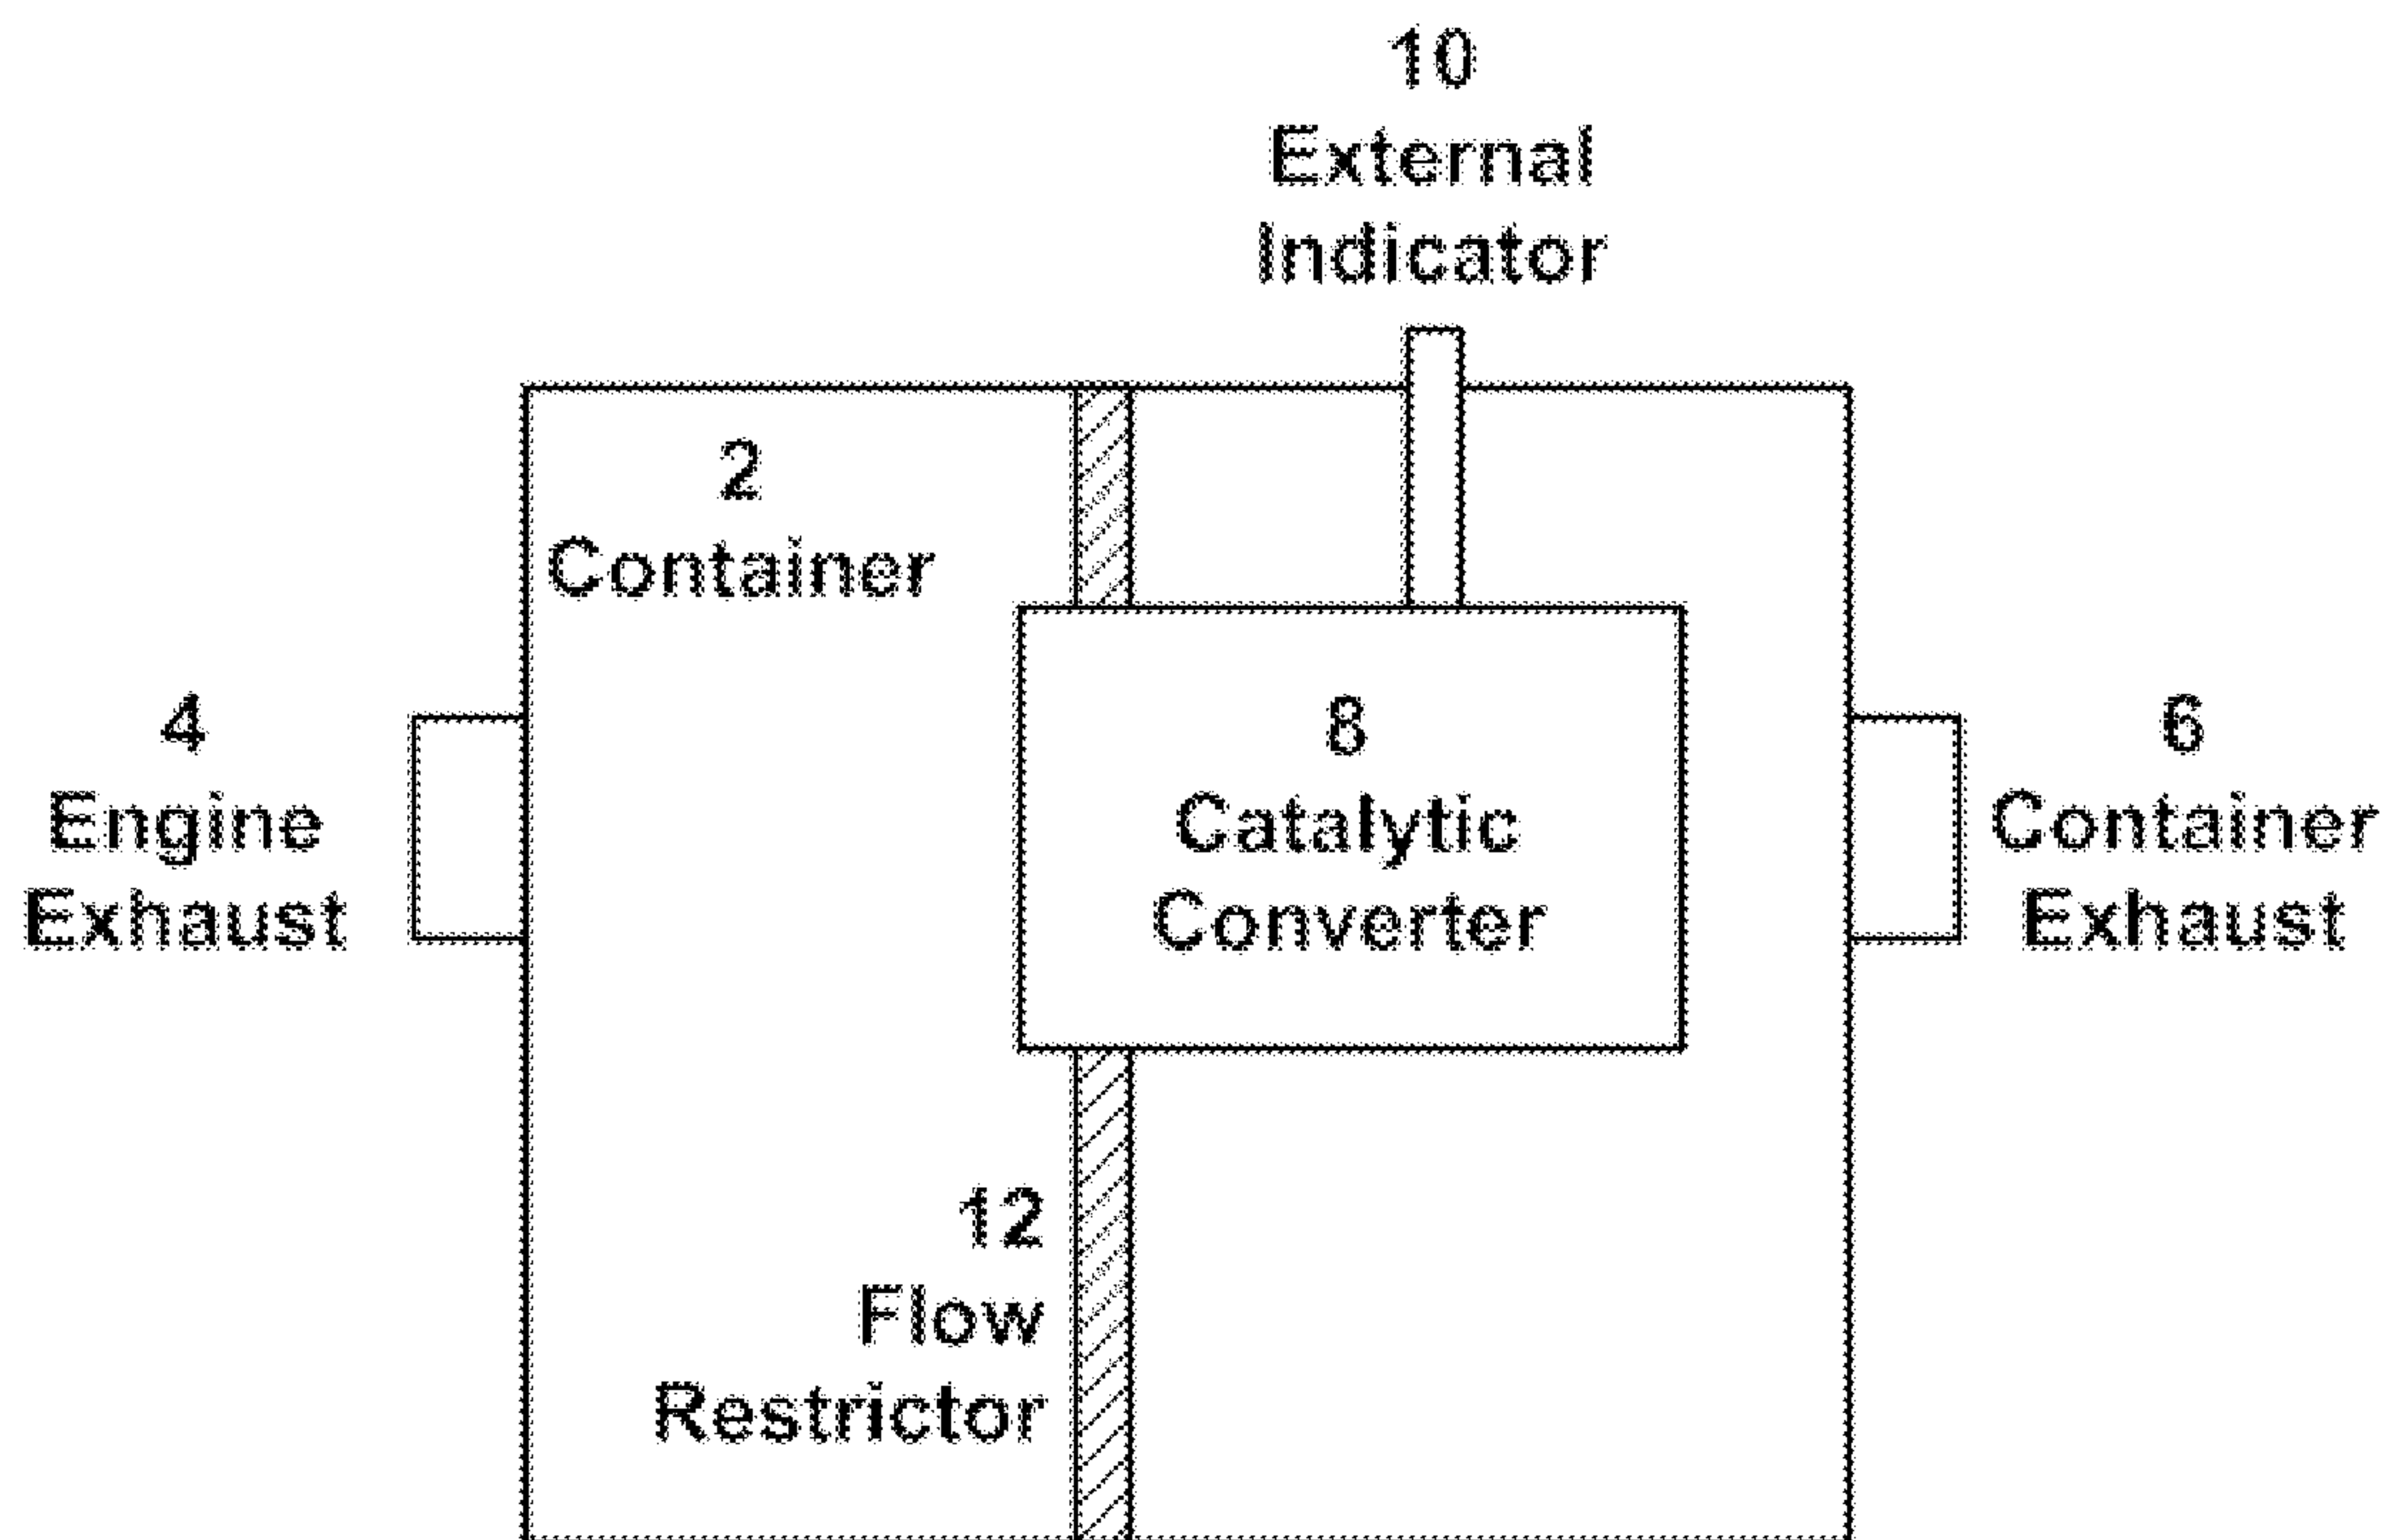 10
External
Indicator
2
Container
4
Engine
Exhaust
8
Catalytic
Converter
6
Container
Exhaust
12
Flow
Restrictor